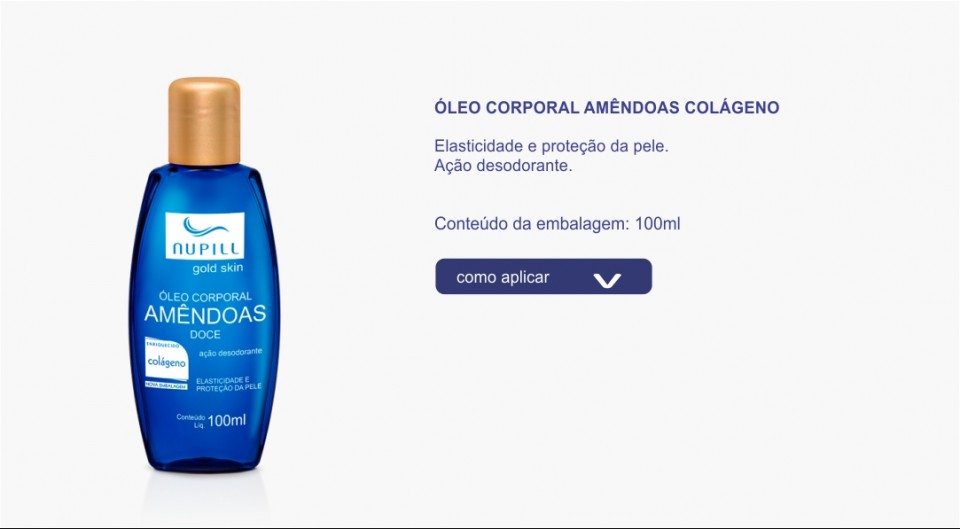 NUPILL
gold skin
ÓLEO CORPORAL
AMÊNDOAS
DOCE
ENRIQUECIDO
colágeno
NOVA EMBALAGEM
ação desodorante
ELASTICIDADE E
PROTEÇÃO DA PELE
Conteúdo
Líq. 100ml
ÓLEO CORPORAL AMÊNDOAS COLÁGENO
Elasticidade e proteção da pele.
Ação desodorante.
Conteúdo da embalagem: 100ml
como aplicar